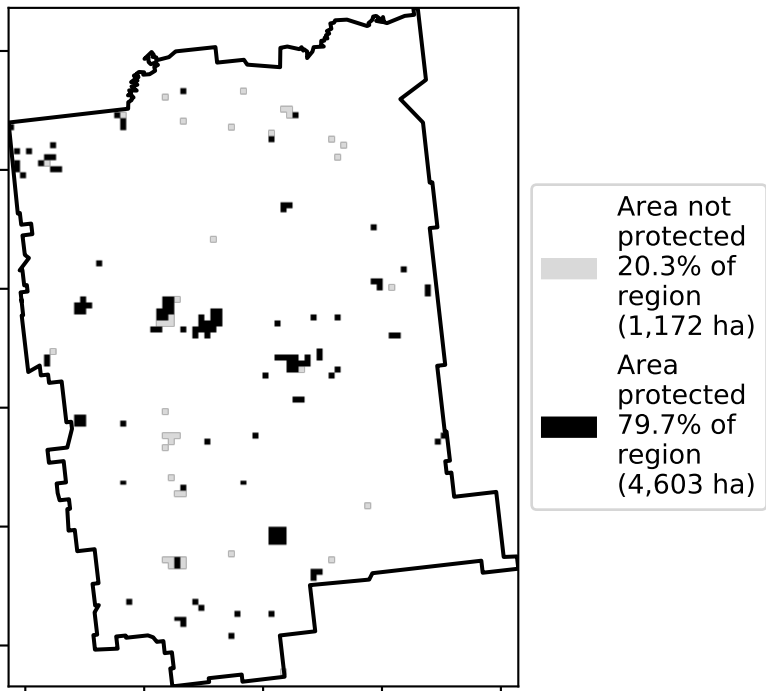 Area not
protected
20.3% of
region
(1,172 ha)
Area
protected
79.7% of
region
(4,603 ha)